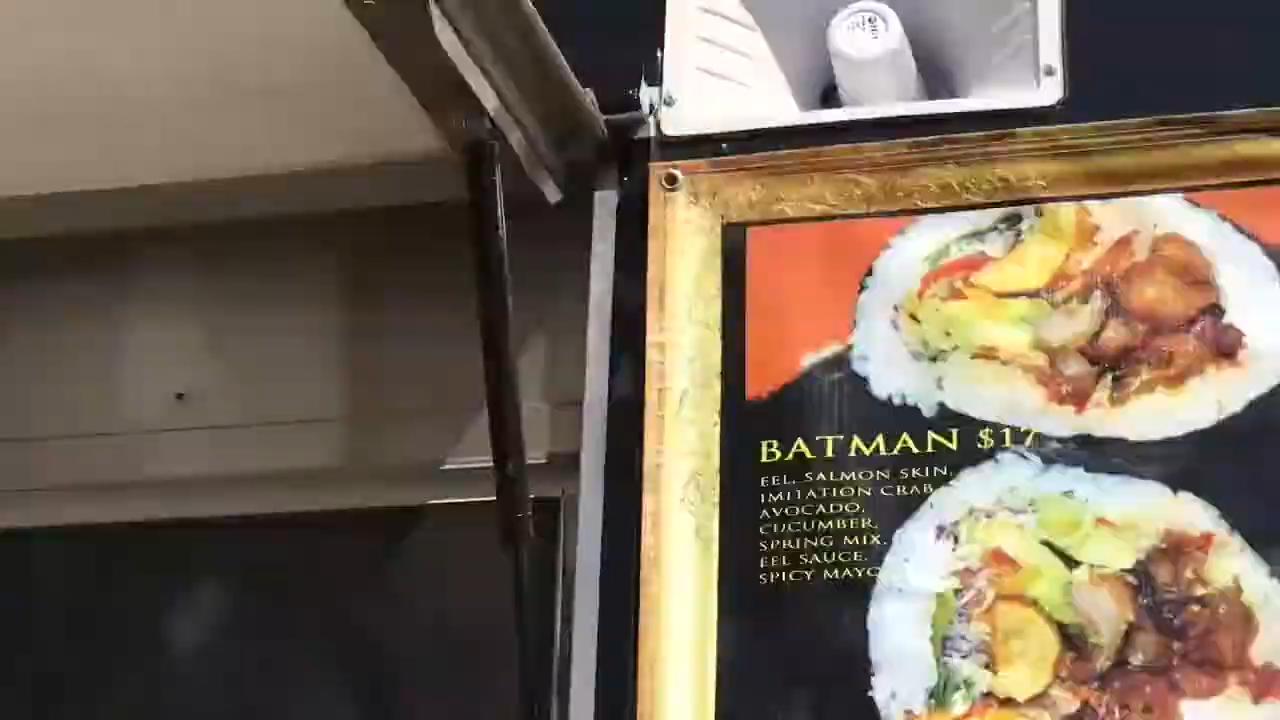 BATMAN $17
EEL, SALMON SKIN,
IMITATION CRAB,
AVOCADO,
CUCUMBER,
SPRING MIX,
EEL SAUCE,
SPICY MAYO